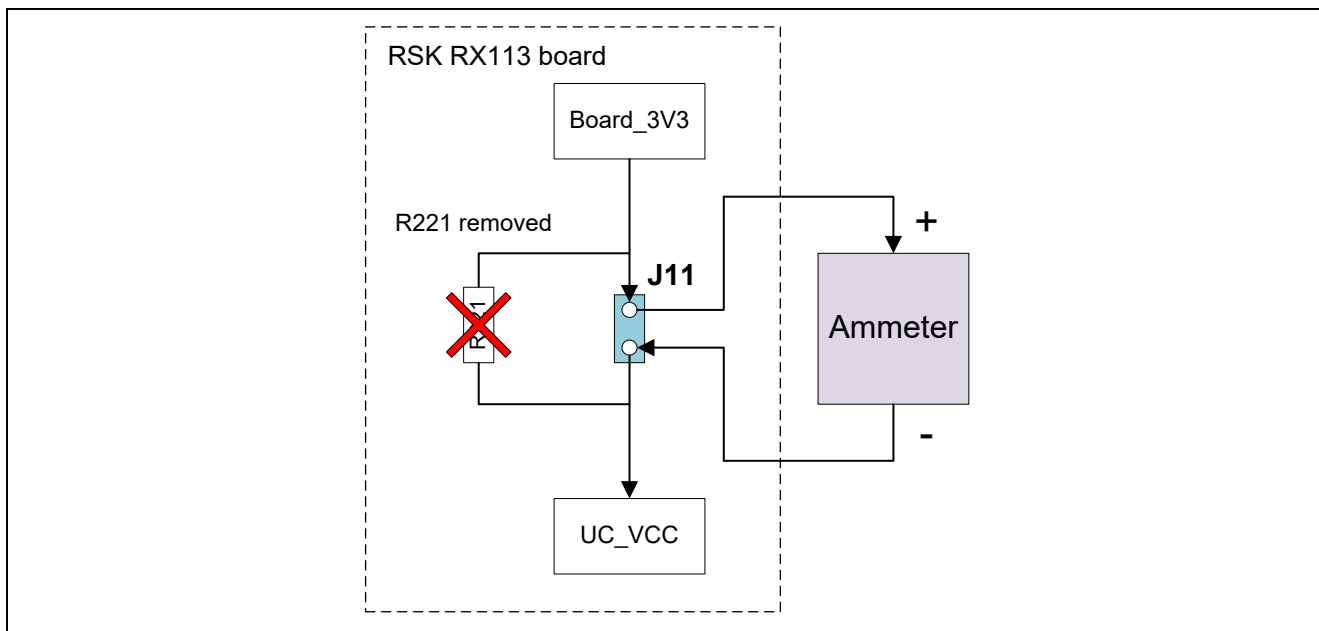 RSK RX113 board
Board_3V3
R221 removed
J11
+
Ammeter
-
UC_VCC